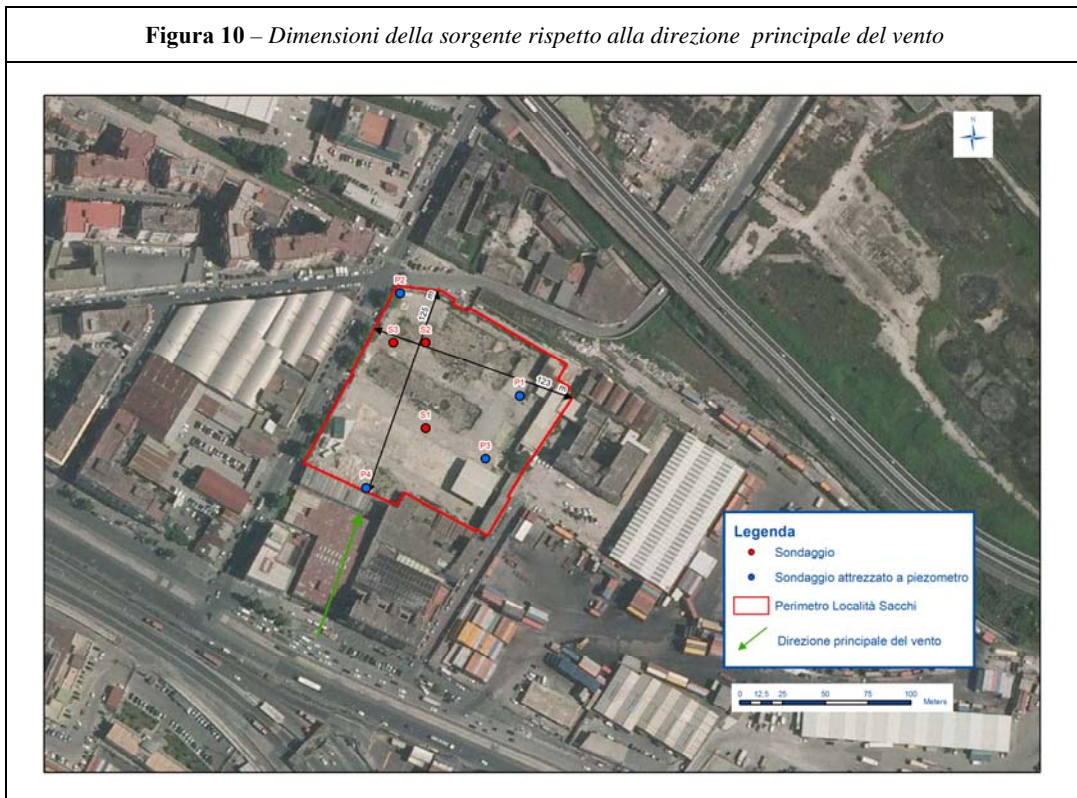 Figura 10 – Dimensioni della sorgente rispetto alla direzione principale del vento
N
P2
125 m
S3
S2
123 m
P1
S1
P3
P4
Legenda
Sondaggio
Sondaggio attrezzato a piezometro
Perimetro Località Sacchi
Direzione principale del vento
0 12,5 25 50 75 100
Meters